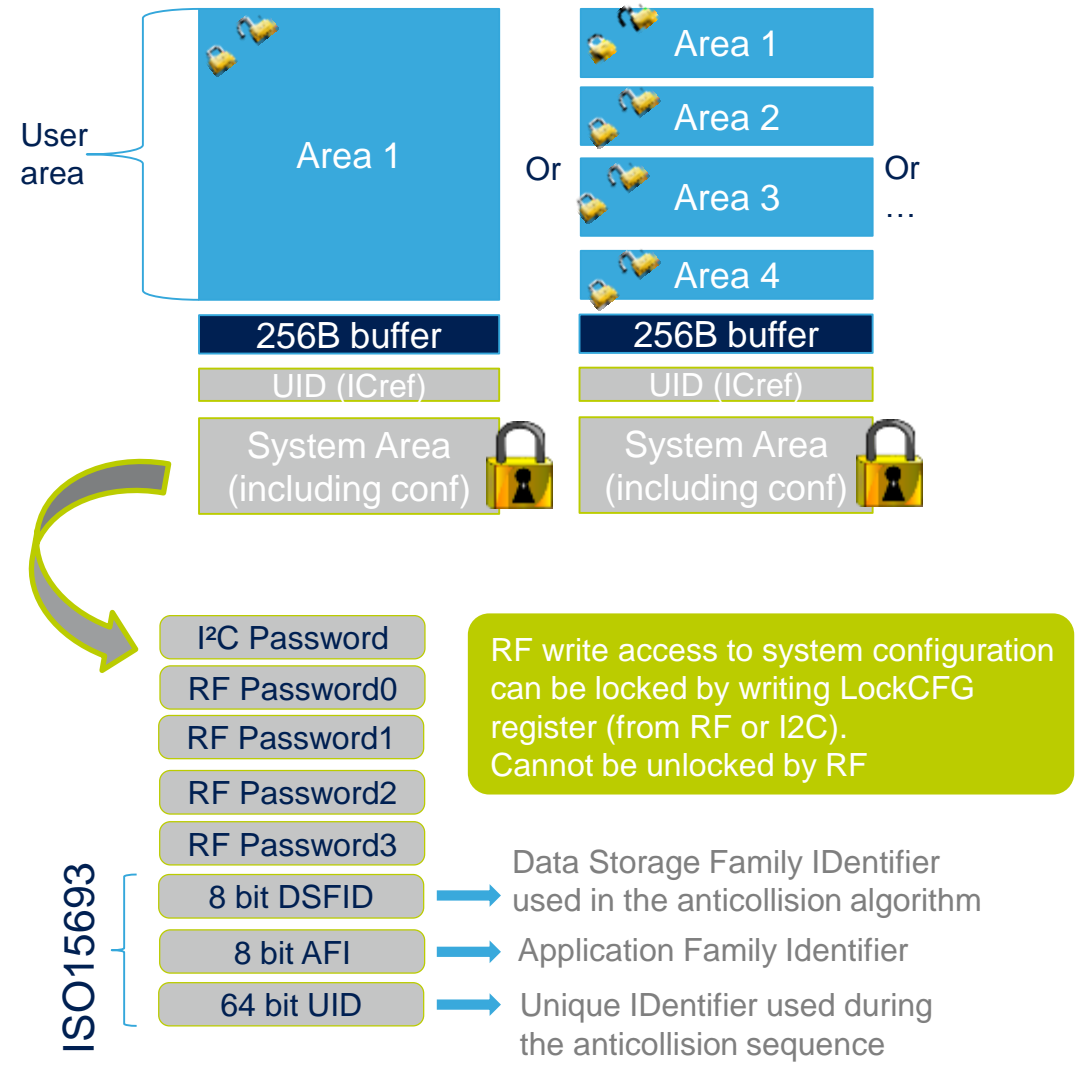 User
area
Area 1
Or
Area 1
Area 2
Area 3
Area 4
Or
…
256B buffer
UID (ICref)
System Area
(including conf)
256B buffer
UID (ICref)
System Area
(including conf)
I²C Password
RF Password0
RF Password1
RF Password2
RF Password3
8 bit DSFID
8 bit AFI
64 bit UID
ISO15693
RF write access to system configuration
can be locked by writing LockCFG
register (from RF or I2C).
Cannot be unlocked by RF
Data Storage Family IDentifier
used in the anticollision algorithm
Application Family Identifier
Unique IDentifier used during
the anticollision sequence